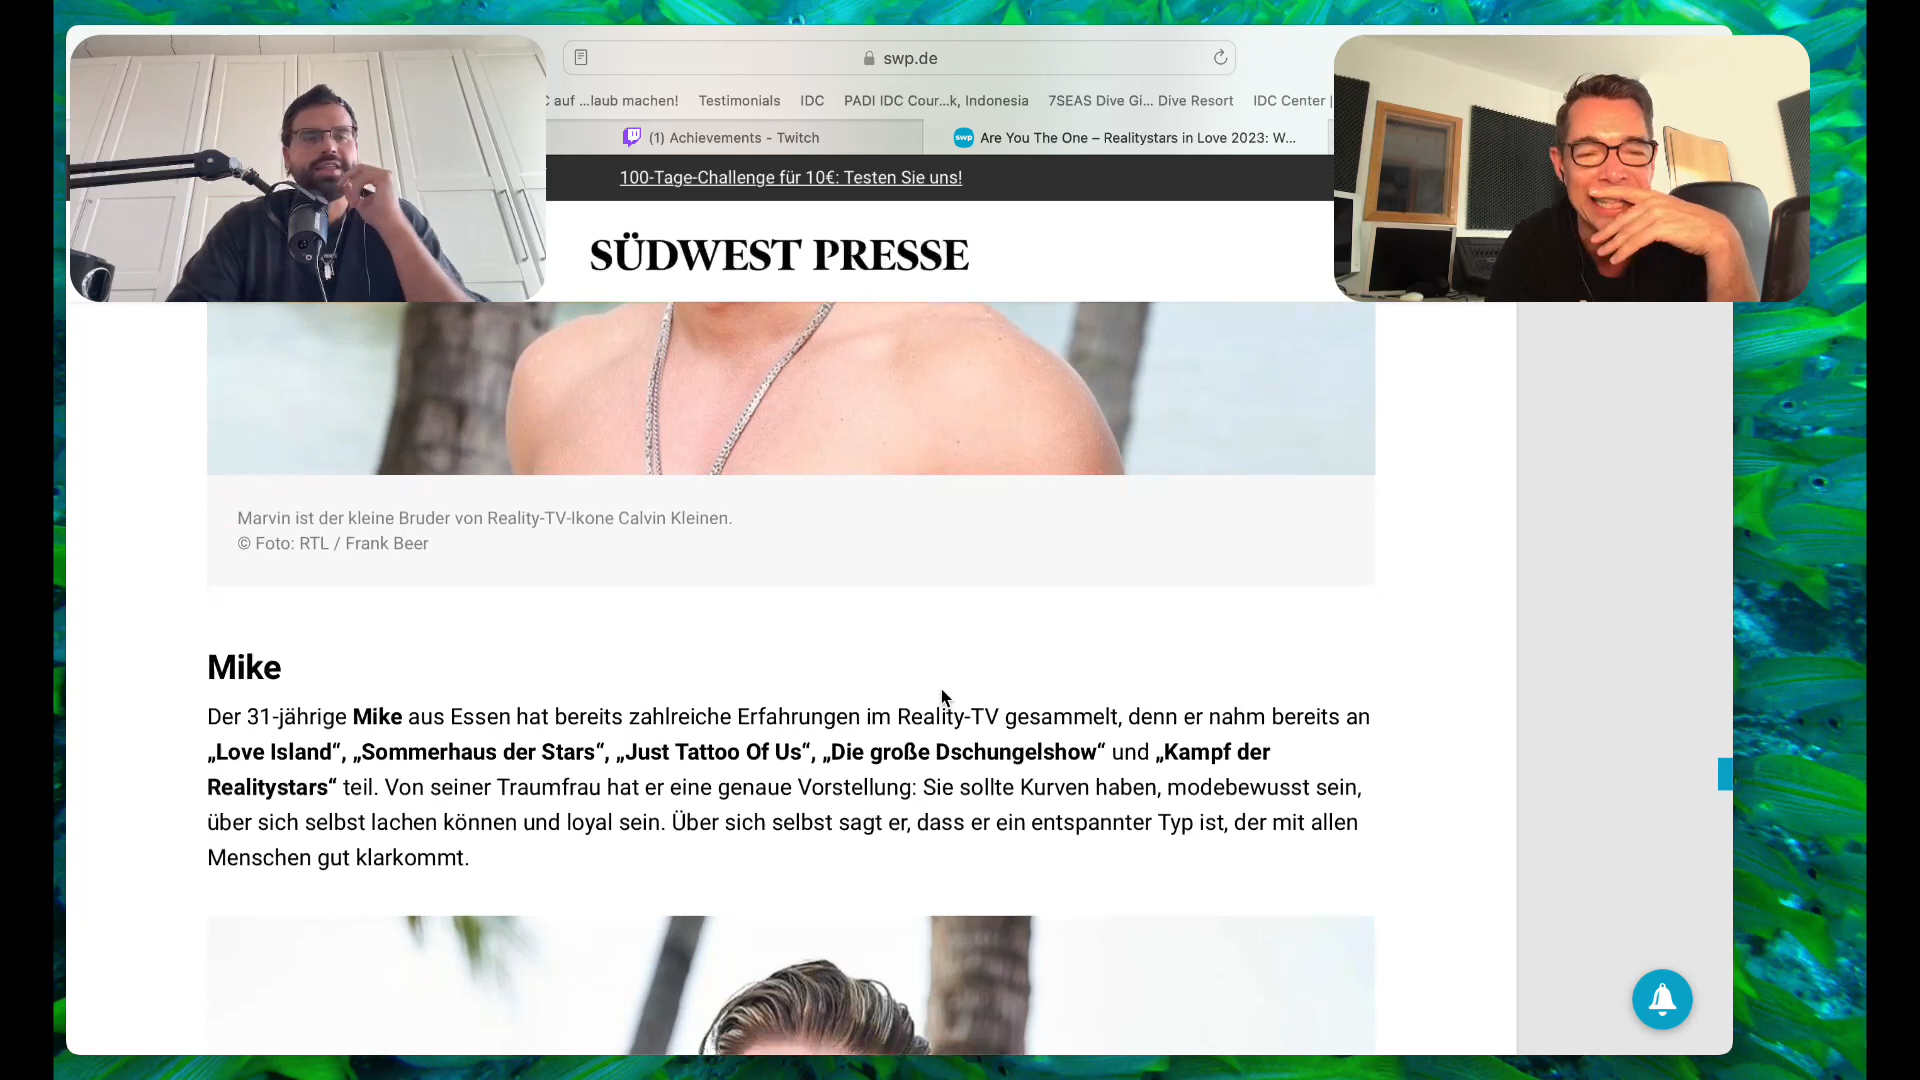 swp.de
C auf ...laub machen! Testimonials IDC PADI IDC Cour...k, Indonesia 7SEAS Dive Gi... Dive Resort IDC Center |
(1) Achievements - Twitch
swp Are You The One – Realitystars in Love 2023: W...
100-Tage-Challenge für 10€: Testen Sie uns!
SÜDWEST PRESSE
Marvin ist der kleine Bruder von Reality-TV-Ikone Calvin Kleinen.
© Foto: RTL / Frank Beer
Mike
Der 31-jährige Mike aus Essen hat bereits zahlreiche Erfahrungen im Reality-TV gesammelt, denn er nahm bereits an
„Love Island“, „Sommerhaus der Stars“, „Just Tattoo Of Us“, „Die große Dschungelshow“ und „Kampf der
Realitystars“ teil. Von seiner Traumfrau hat er eine genaue Vorstellung: Sie sollte Kurven haben, modebewusst sein,
über sich selbst lachen können und loyal sein. Über sich selbst sagt er, dass er ein entspannter Typ ist, der mit allen
Menschen gut klarkommt.